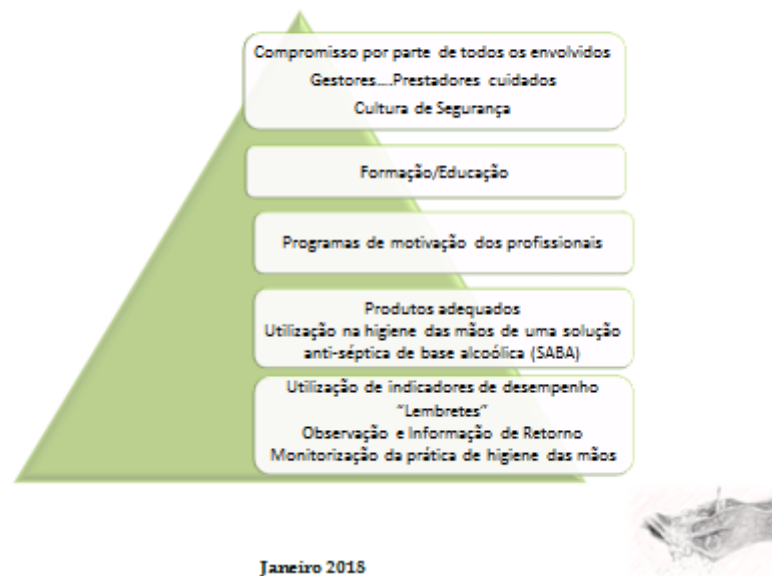 Compromisso por parte de todos os envolvidos
Gestores....Prestadores cuidados
Cultura de Segurança
Formação/Educação
Programas de motivação dos profissionais
Produtos adequados
Utilização na higiene das mãos de uma solução
anti-séptica de base alcoólica (SABA)
Utilização de indicadores de desempenho
“Lembretes”
Observação e Informação de Retorno
Monitorização da prática de higiene das mãos
Janeiro 2018